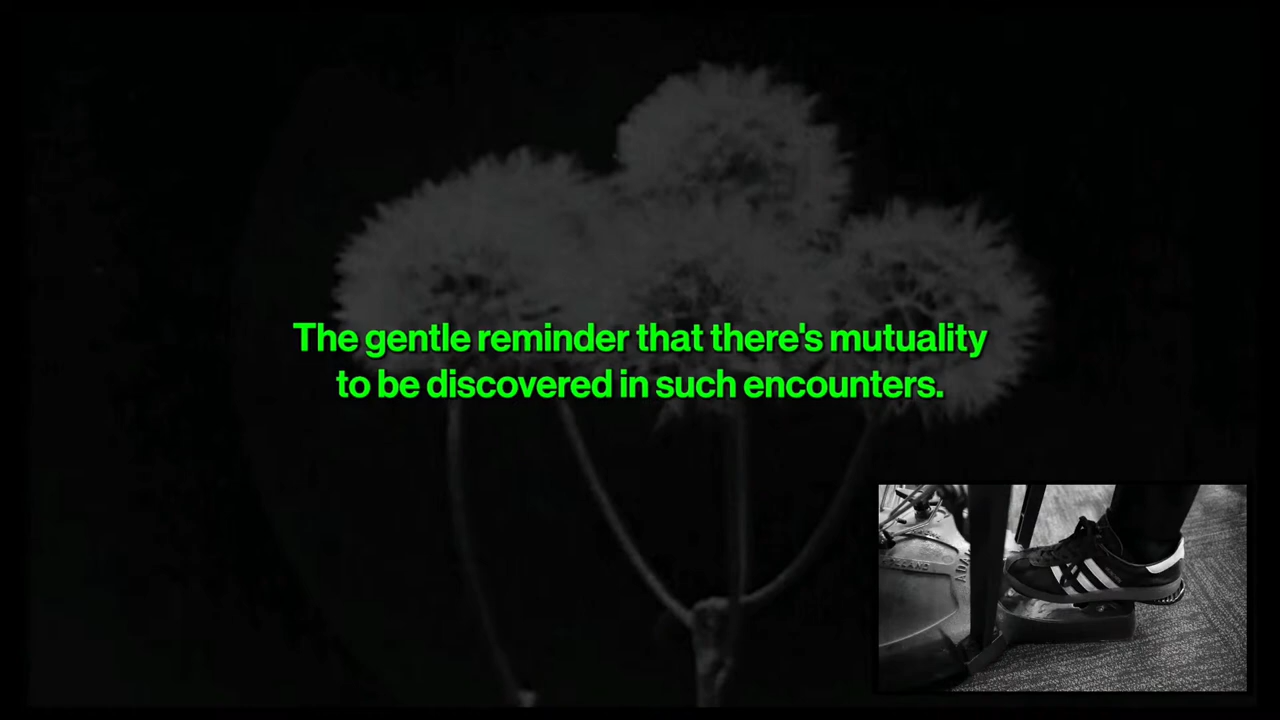 The gentle reminder that there's mutuality
to be discovered in such encounters.